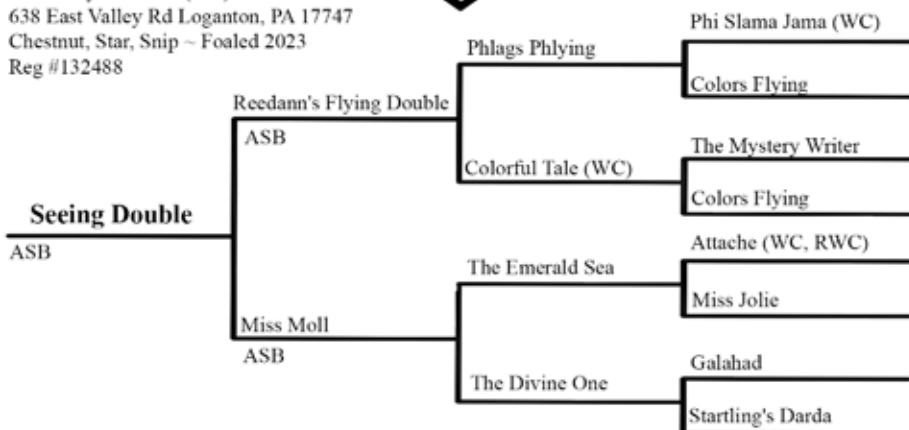 638 East Valley Rd Loganton, PA 17747
Chestnut, Star, Snip ~ Foaled 2023
Reg #132488
Seeing Double
ASB
Reedann's Flying Double
ASB
Miss Moll
ASB
Phlags Phlying
Colorful Tale (WC)
The Emerald Sea
The Divine One
Phi Slama Jama (WC)
Colors Flying
The Mystery Writer
Colors Flying
Attache (WC, RWC)
Miss Jolie
Galahad
Startling's Darda